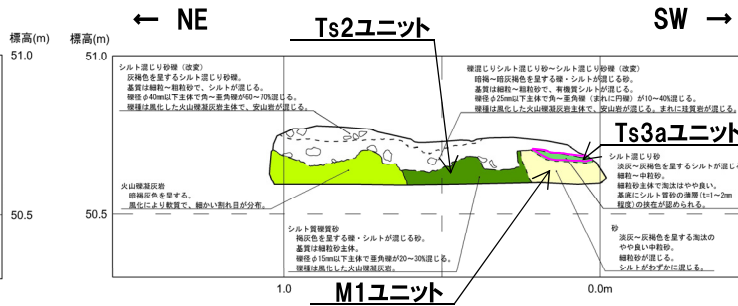 ← NE
SW →
標高(m)
標高(m)
51.0
51.0
Ts2ユニット
シルト混じり砂礫（改変）
灰褐色を呈するシルト混じり砂礫。
基質は細粒～粗粒砂で、シルトが混じる。
礫径φ40mm以下主体で角～亜角礫が60～70%混じる。
礫種は風化した火山礫凝灰岩主体で、安山岩が混じる。
礫混じりシルト混じり砂～シルト混じり砂礫（改変）
暗褐～暗灰褐色を呈する礫・シルトが混じる砂。
基質は細粒～粗粒砂で、有機質シルトが混じる。
礫径φ25mm以下主体で角～亜角礫（まれに円礫）が10～40%混じる。
礫種は風化した火山礫凝灰岩主体で、安山岩が混じる。まれに珪質岩が混じる。
Ts3aユニット
シルト混じり砂
淡灰～灰褐色を呈するシルトが混じ
細粒～中粒砂。
細粒砂主体で淘汰はやや良い。
基底にシルト質砂の薄層(t=1～2mm
程度)の挟在が認められる。
火山礫凝灰岩
暗褐灰色を呈する。
風化により軟質で、細かい割れ目が分布。
50.5
50.5
シルト質礫質砂
褐灰色を呈する礫・シルトが混じる砂。
基質は細粒砂主体。
礫径φ15mm以下主体で亜角礫が20～30%混じる。
礫種は風化した火山礫凝灰岩。
砂
淡灰～灰褐色を呈する淘汰の
やや良い中粒砂。
細粒砂が混じる。
シルトがわずかに混じる。
1.0
0.0m
M1ユニット